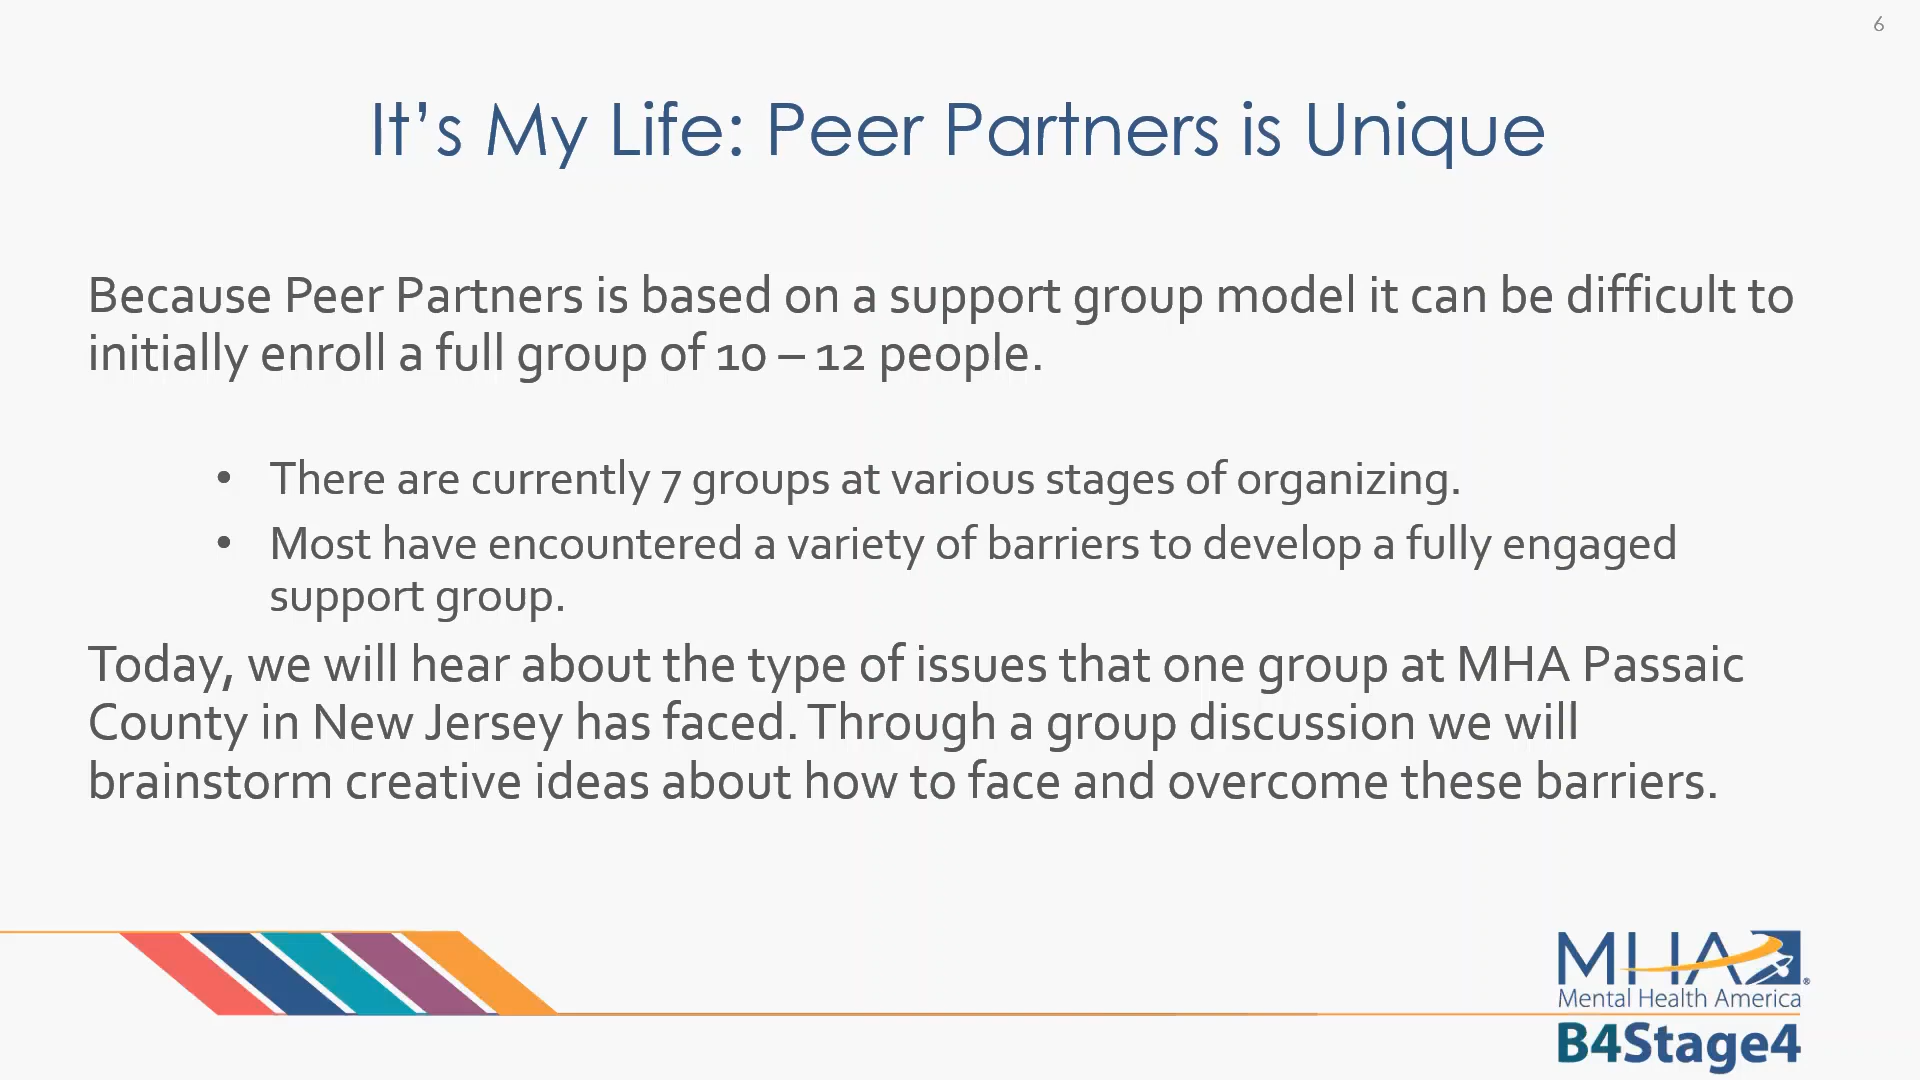 6
It’s My Life: Peer Partners is Unique
Because Peer Partners is based on a support group model it can be difficult to
initially enroll a full group of 10 – 12 people.
• There are currently 7 groups at various stages of organizing.
• Most have encountered a variety of barriers to develop a fully engaged
support group.
Today, we will hear about the type of issues that one group at MHA Passaic
County in New Jersey has faced. Through a group discussion we will
brainstorm creative ideas about how to face and overcome these barriers.
MHA®
Mental Health America
B4Stage4